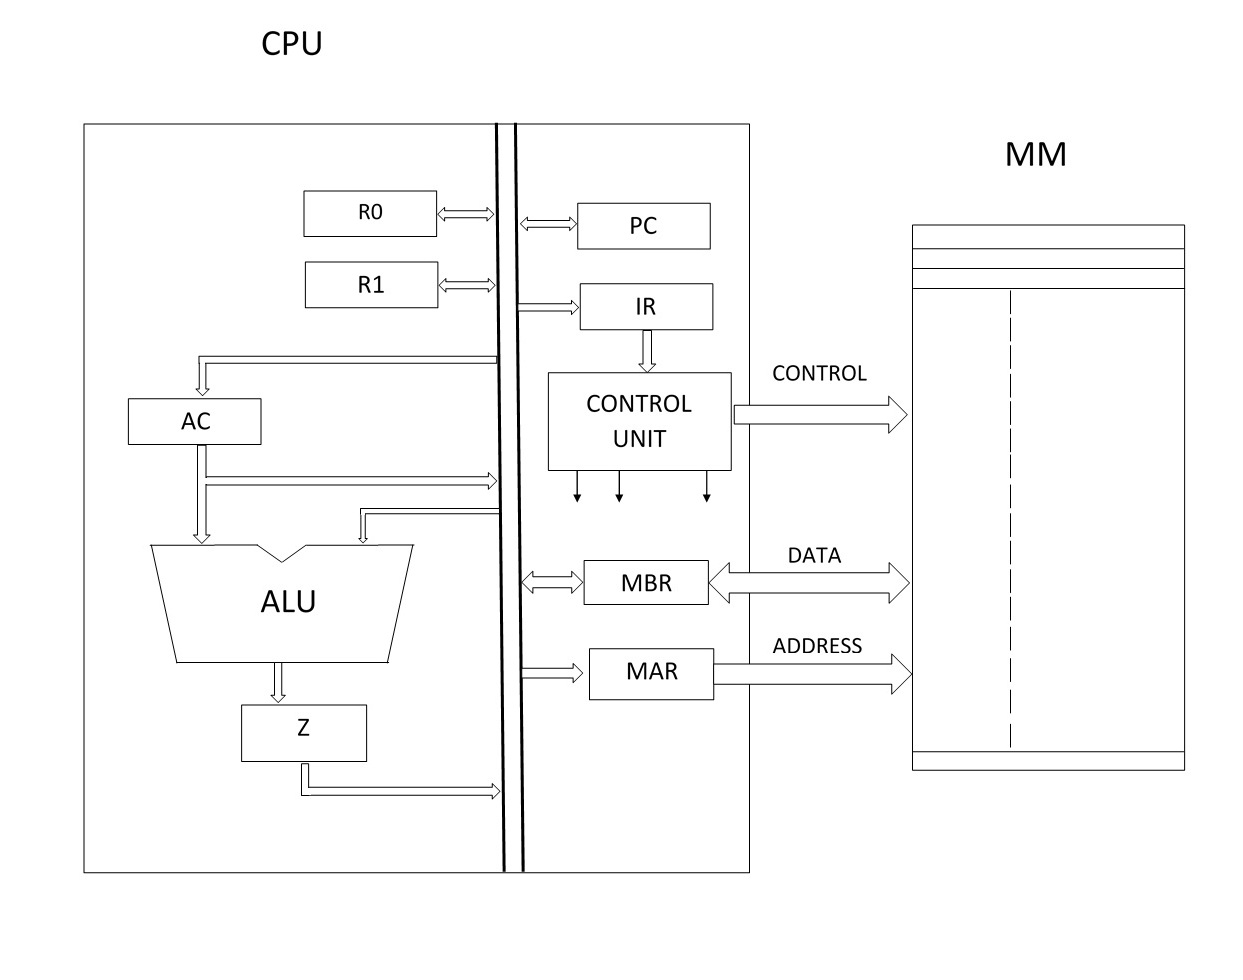 CPU
MM
R0
PC
R1
IR
CONTROL
AC
CONTROL
UNIT
DATA
MBR
ALU
ADDRESS
MAR
Z